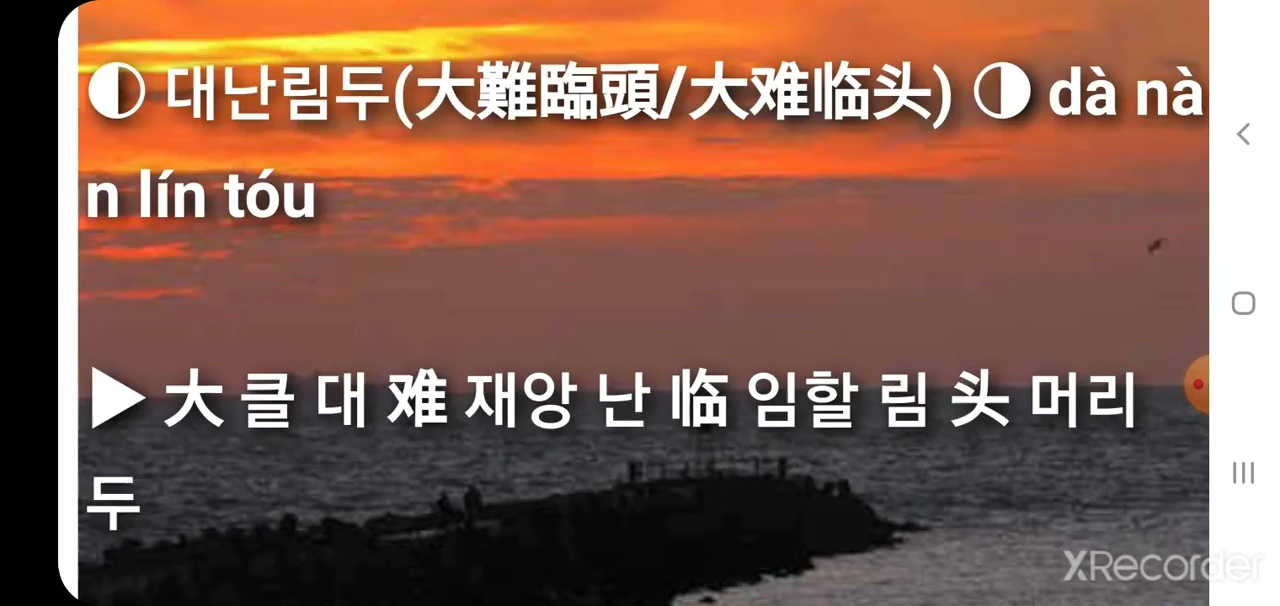 ◐ 대난림두(大難臨頭/大难临头) ◑ dà nà
n lín tóu
▶ 大 클 대 难 재앙 난 临 임할 림 头 머리
두
XRecorder